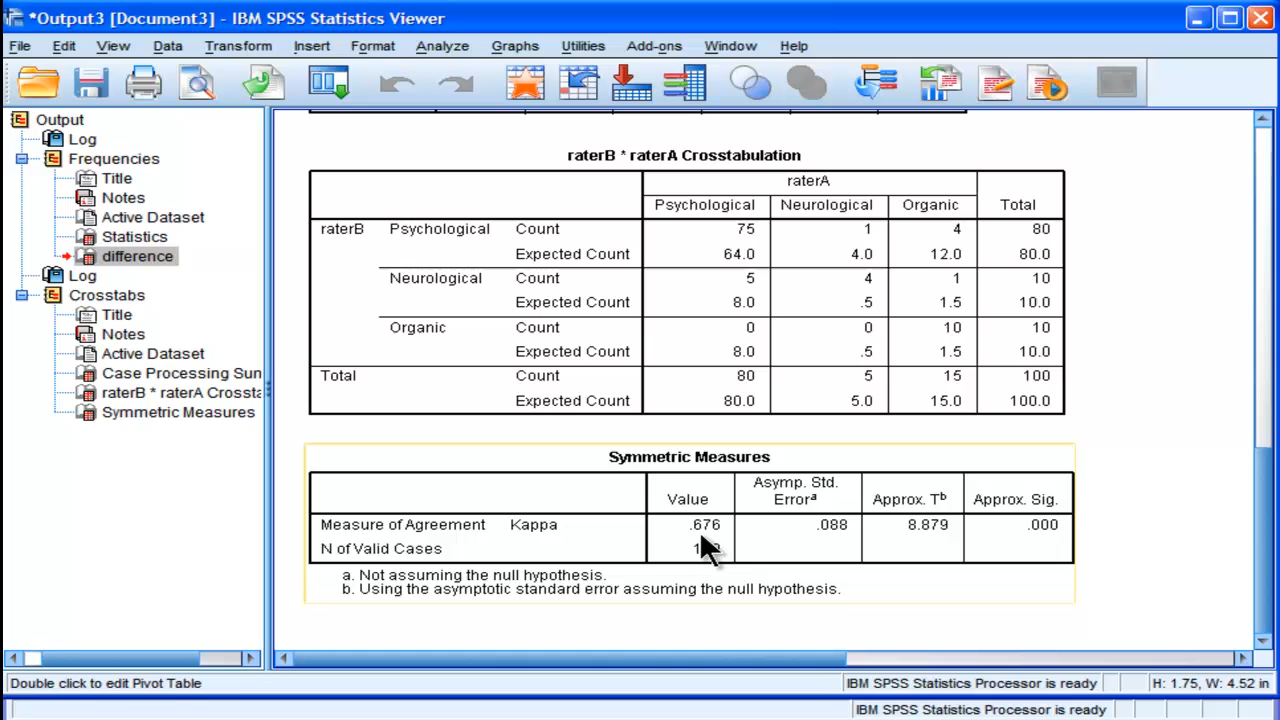 *Output3 [Document3] - IBM SPSS Statistics Viewer
File Edit View Data Transform Insert Format Analyze Graphs Utilities Add-ons Window Help
Output
Log
Frequencies
Title
Notes
Active Dataset
Statistics
difference
Log
Crosstabs
Title
Notes
Active Dataset
Case Processing Sun
raterB * raterA Crosst
Symmetric Measures
raterB * raterA Crosstabulation
raterA
Psychological Neurological Organic Total
raterB Psychological Count 75 1 4 80
Expected Count 64.0 4.0 12.0 80.0
Neurological Count 5 4 1 10
Expected Count 8.0 .5 1.5 10.0
Organic Count 0 0 10 10
Expected Count 8.0 .5 1.5 10.0
Total Count 80 5 15 100
Expected Count 80.0 5.0 15.0 100.0
Symmetric Measures
Value Asymp. Std. Errorᵃ Approx. Tᵇ Approx. Sig.
Measure of Agreement Kappa .676 .088 8.879 .000
N of Valid Cases
a. Not assuming the null hypothesis.
b. Using the asymptotic standard error assuming the null hypothesis.
Double click to edit Pivot Table IBM SPSS Statistics Processor is ready H: 1.75, W: 4.52 in
IBM SPSS Statistics Processor is ready